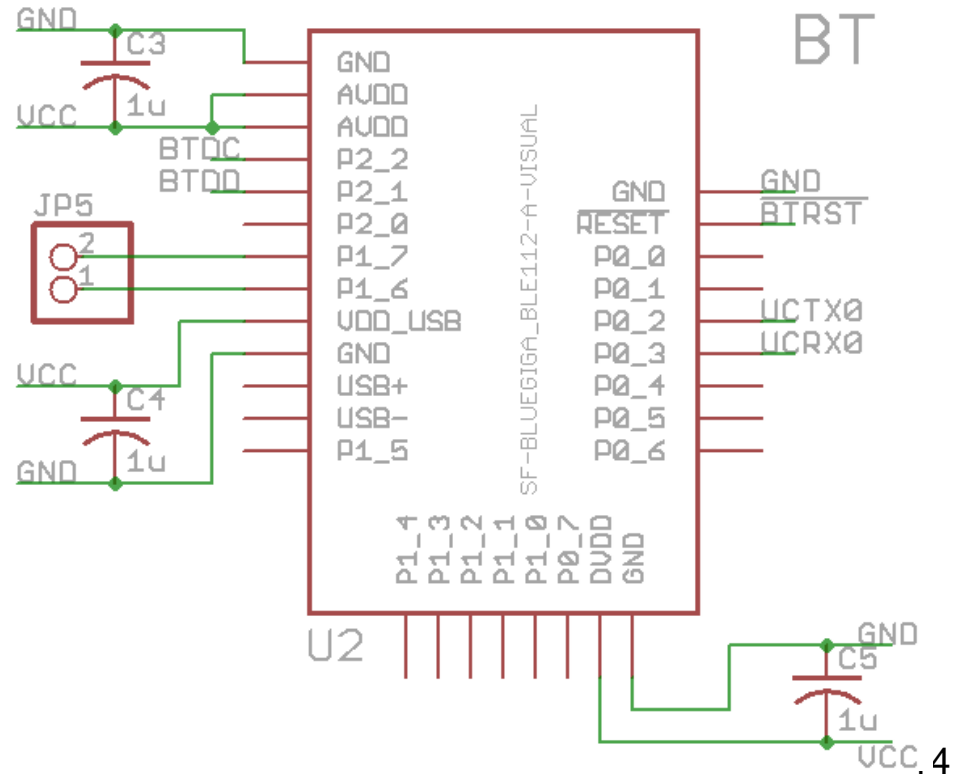 GND
C3
1u
VCC
BTDC
BTDD
JP5
2
1
VCC
C4
1u
GND
BT
GND
AVDD
AVDD
P2_2
P2_1
P2_0
P1_7
P1_6
VDD_USB
GND
USB+
USB-
P1_5
SF-BLUEGIGA_BLE112-A-VISUAL
GND
RESET
P0_0
P0_1
P0_2
P0_3
P0_4
P0_5
P0_6
GND
BTRST
UCTX0
UCRX0
P1_4
P1_3
P1_2
P1_1
P1_0
P0_7
DVDD
GND
U2
GND
C5
1u
VCC
.4